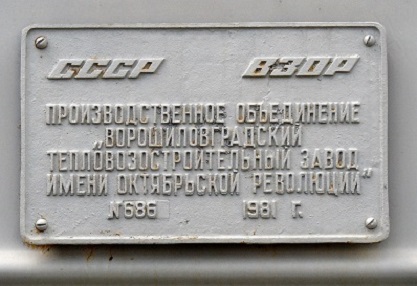 СССР ВЗОР
ПРОИЗВОДСТВЕННОЕ ОБЪЕДИНЕНИЕ
„ВОРОШИЛОВГРАДСКИЙ
ТЕПЛОВОЗОСТРОИТЕЛЬНЫЙ ЗАВОД
ИМЕНИ ОКТЯБРЬСКОЙ РЕВОЛЮЦИИ"
№686 1981 Г.